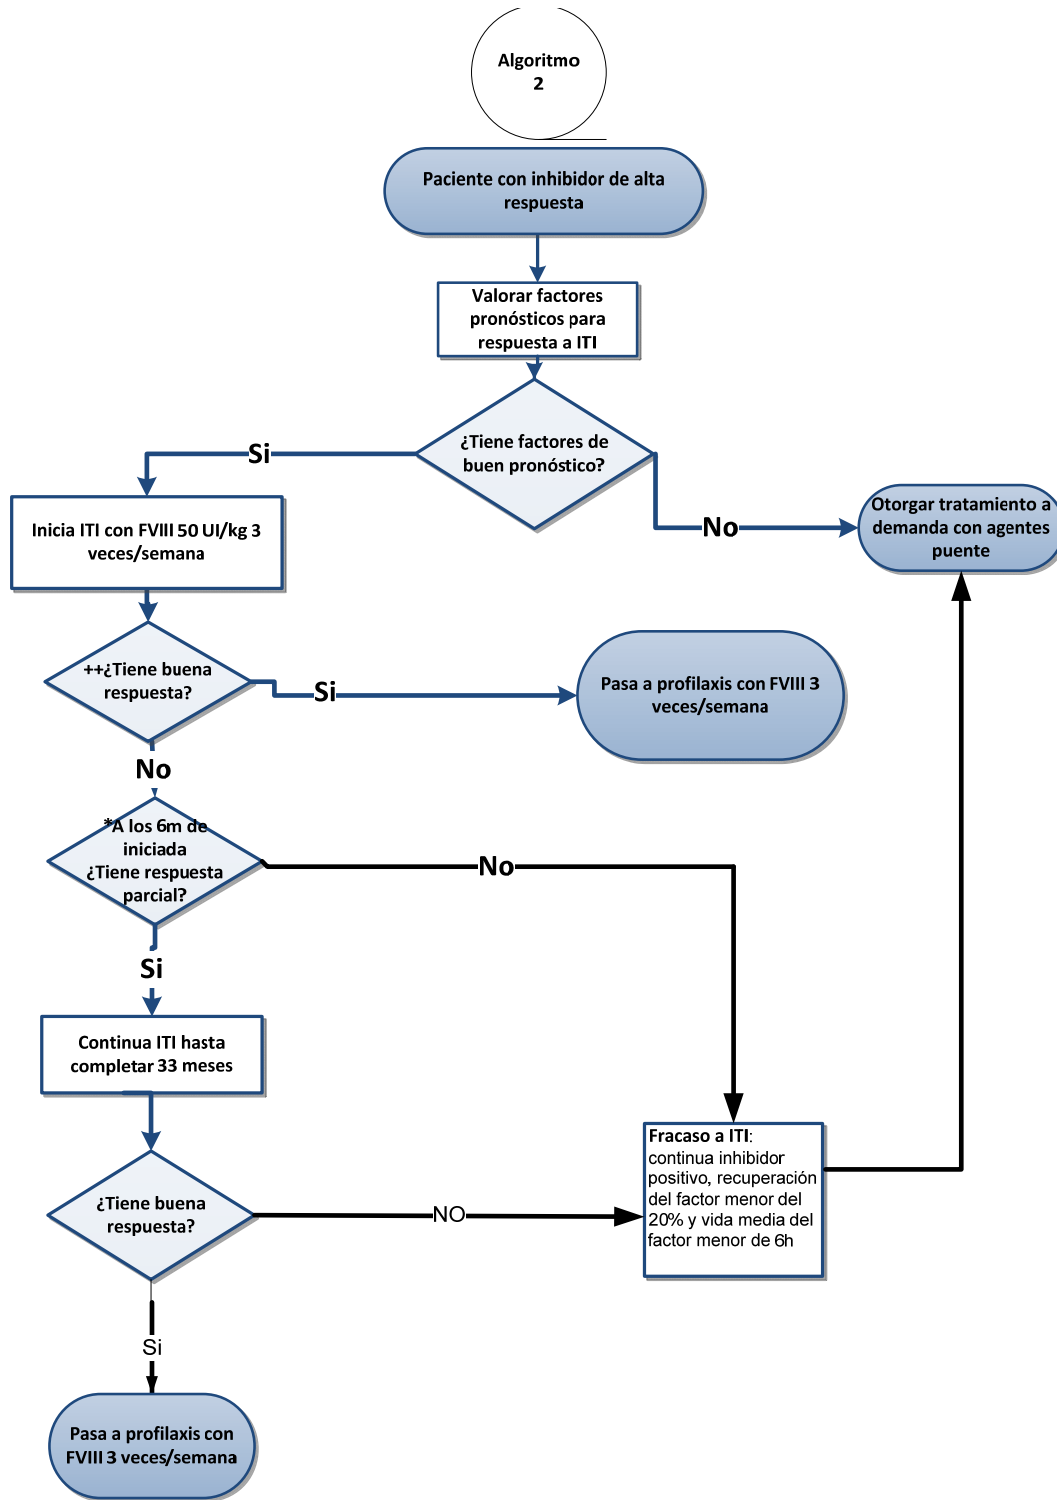 Algoritmo
2
Paciente con inhibidor de alta
respuesta
Valorar factores
pronósticos para
respuesta a ITI
¿Tiene factores de
buen pronóstico?
Si
No
Otorgar tratamiento a
demanda con agentes
puente
Inicia ITI con FVIII 50 UI/kg 3
veces/semana
++¿Tiene buena
respuesta?
Si
Pasa a profilaxis con FVIII 3
veces/semana
No
*A los 6m de
iniciada
¿Tiene respuesta
parcial?
No
Si
Continua ITI hasta
completar 33 meses
Fracaso a ITI:
continua inhibidor
positivo, recuperación
del factor menor del
20% y vida media del
factor menor de 6h
¿Tiene buena
respuesta?
NO
Si
Pasa a profilaxis con
FVIII 3 veces/semana